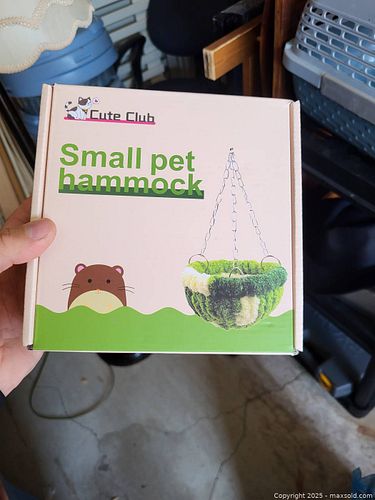 Cute Club
Small pet
hammock
Copyright 2025 - maxsold.com